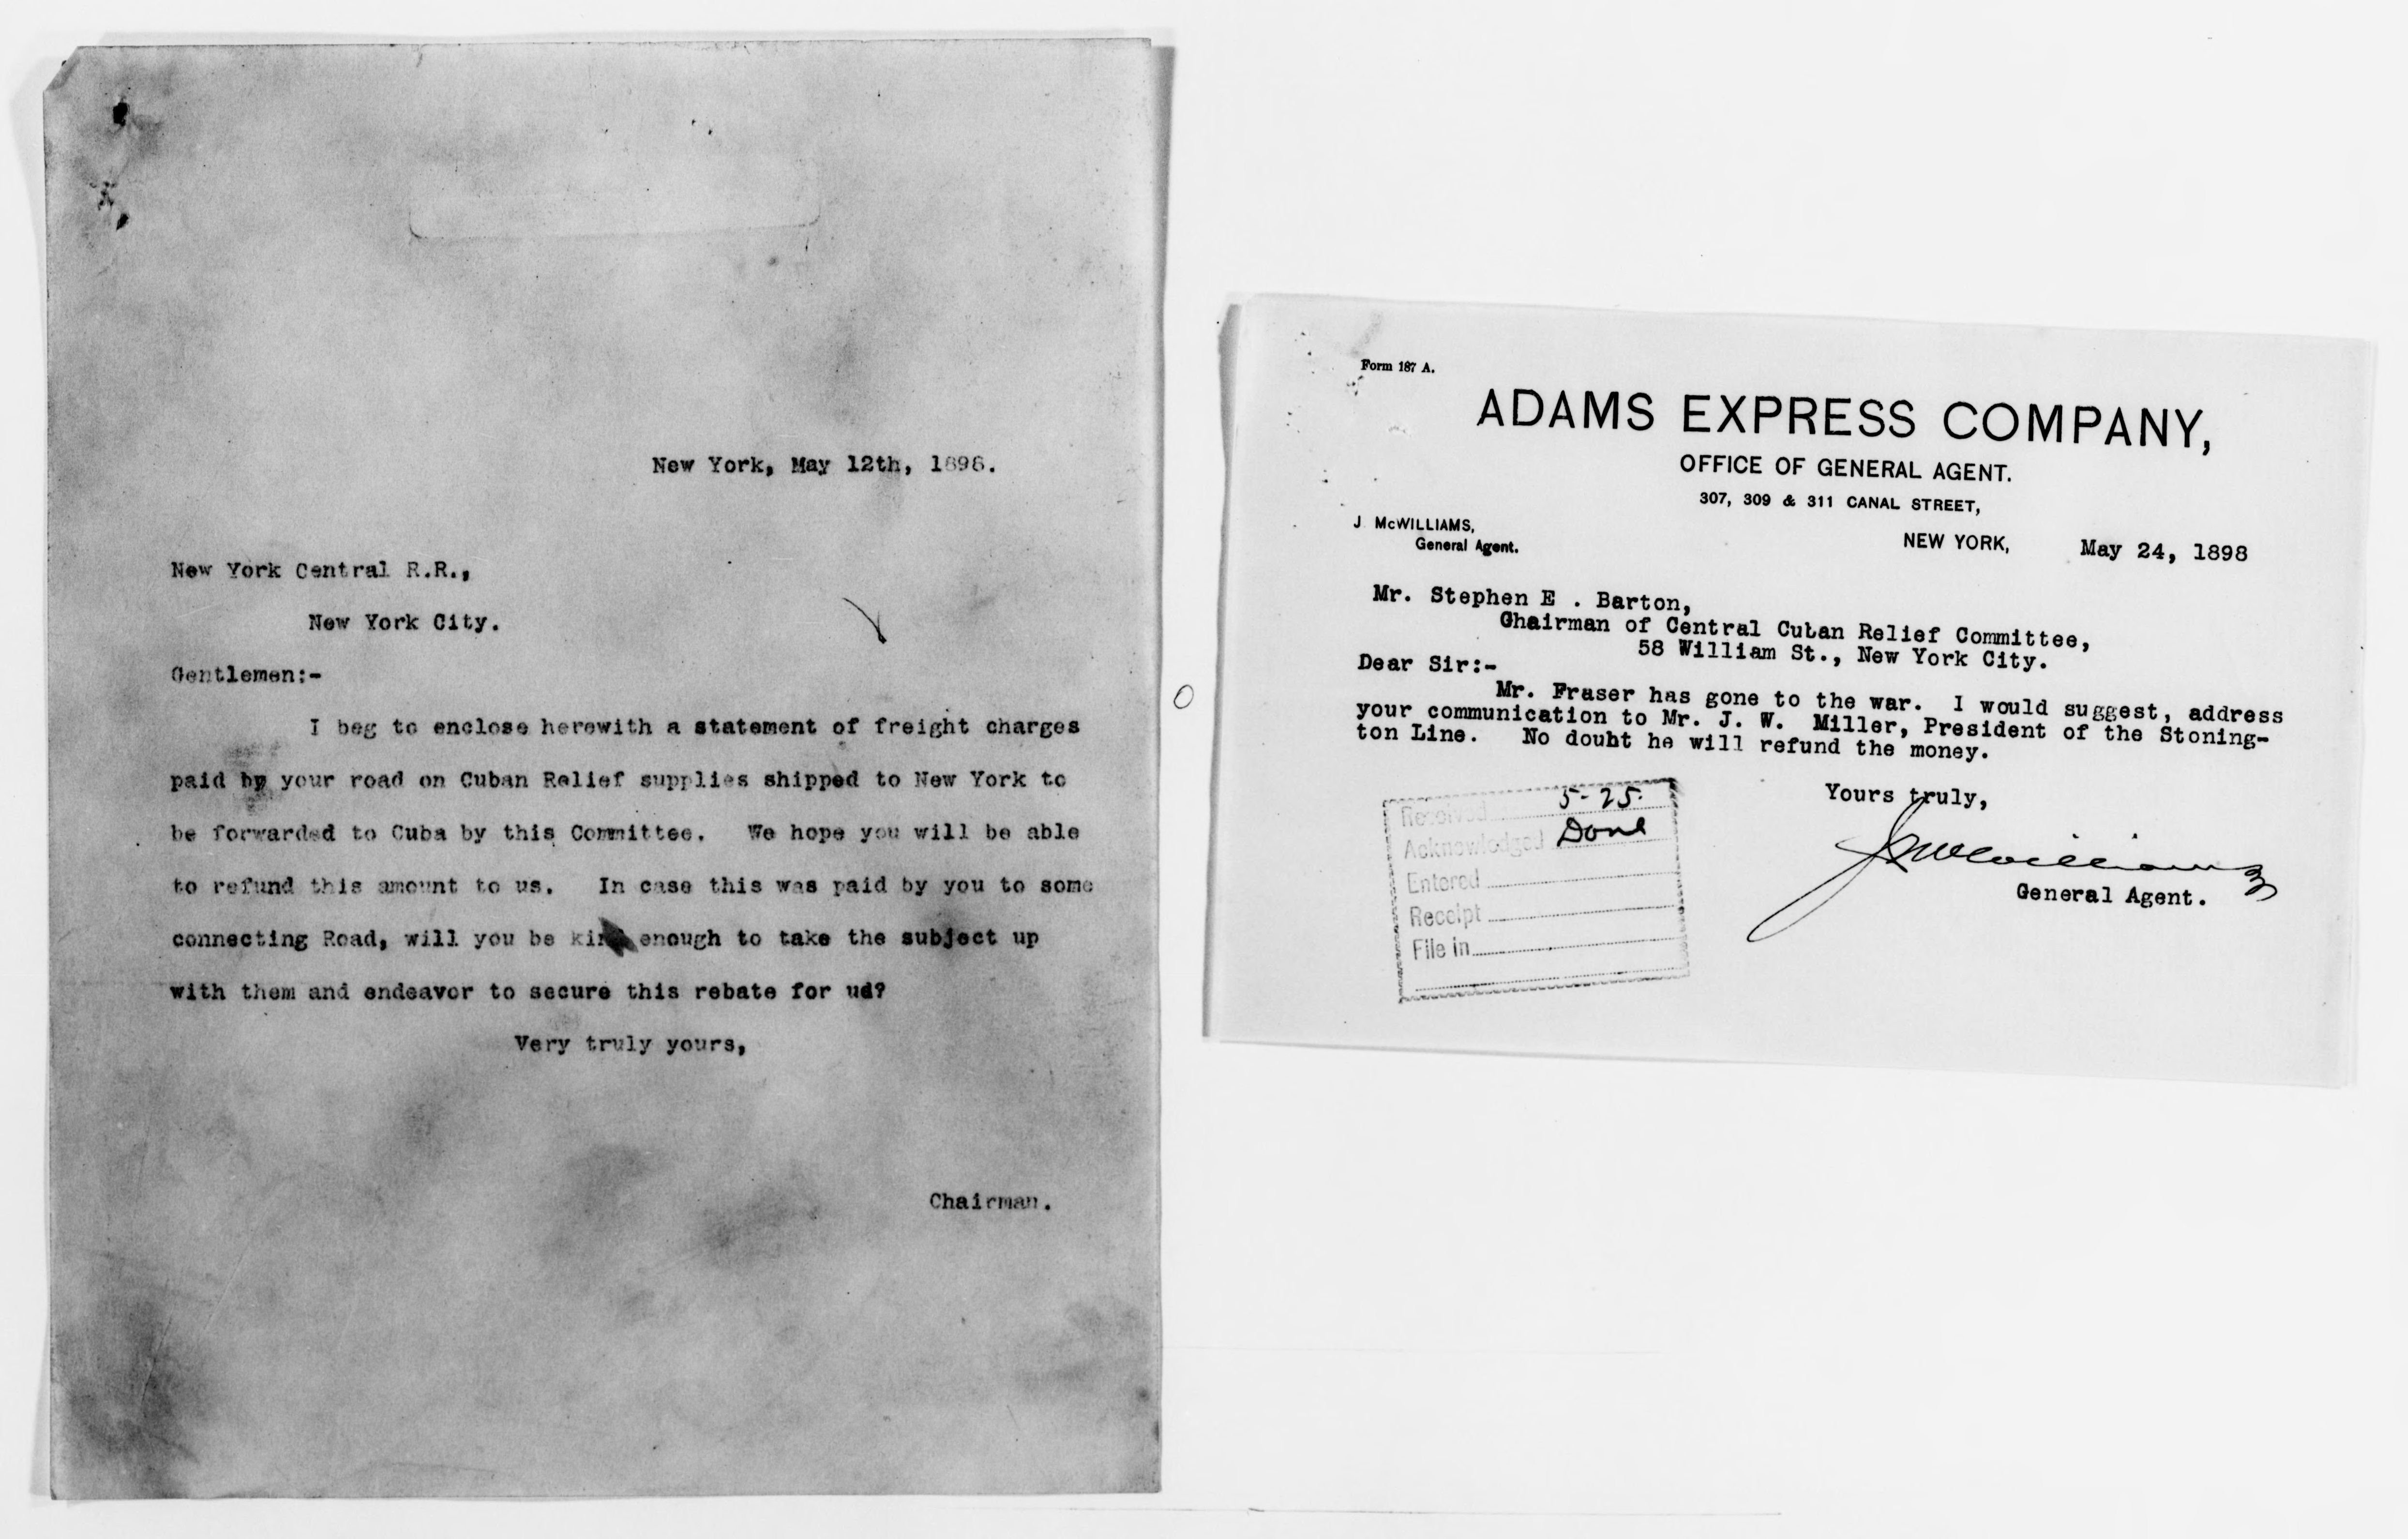 New York, May 12th, 1898.
New York Central R.R.,
New York City.
Gentlemen:-
I beg to enclose herewith a statement of freight charges
paid by your road on Cuban Relief supplies shipped to New York to
be forwarded to Cuba by this Committee. We hope you will be able
to refund this amount to us. In case this was paid by you to some
connecting Road, will you be kind enough to take the subject up
with them and endeavor to secure this rebate for us?
Very truly yours,
Chairman.
Form 187 A.
ADAMS EXPRESS COMPANY,
OFFICE OF GENERAL AGENT.
307, 309 & 311 CANAL STREET,
J McWILLIAMS,
General Agent.
NEW YORK, May 24, 1898
Mr. Stephen E . Barton,
Ghairman of Central Cuban Relief Committee,
58 William St., New York City.
Dear Sir:-
Mr. Fraser has gone to the war. I would suggest, address
your communication to Mr. J. W. Miller, President of the Stoning-
ton Line. No doubt he will refund the money.
Yours truly,
J McWilliams
General Agent.
Received 5-25.
Acknowledged Done
Entered
Receipt
File in